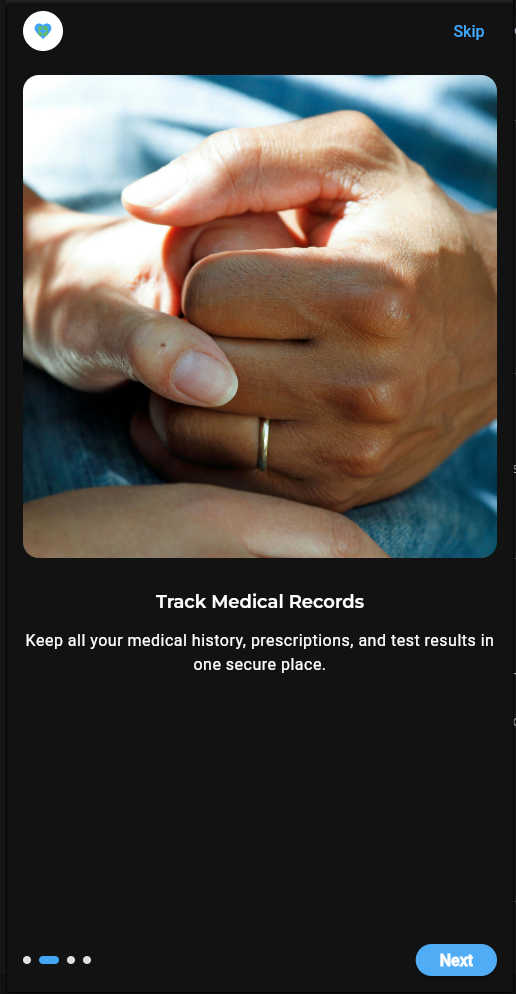 Skip
Track Medical Records
Keep all your medical history, prescriptions, and test results in
one secure place.
Next